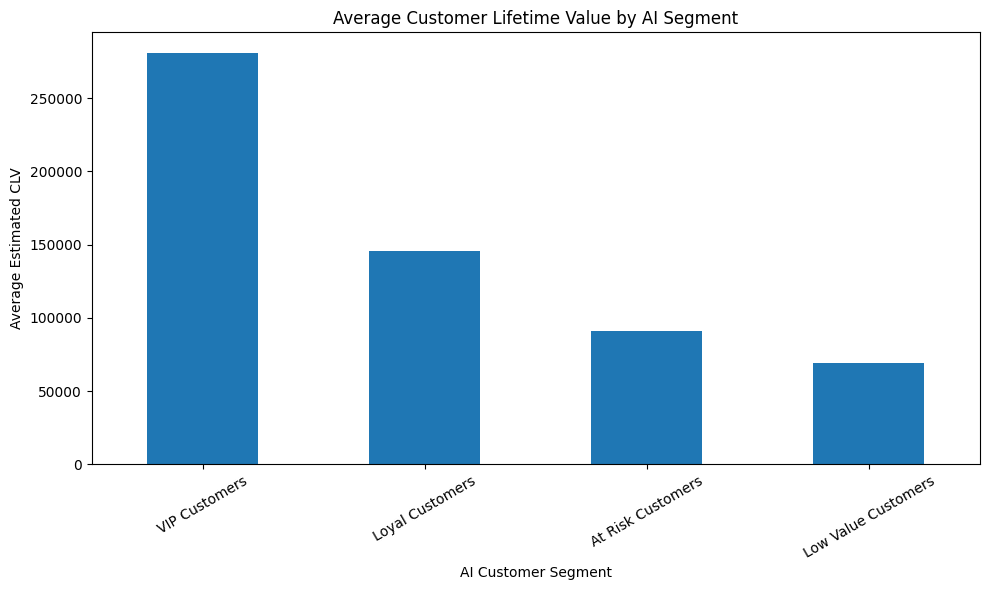 Average Customer Lifetime Value by AI Segment
Average Estimated CLV
250000
200000
150000
100000
50000
0
VIP Customers
Loyal Customers
At Risk Customers
Low Value Customers
AI Customer Segment